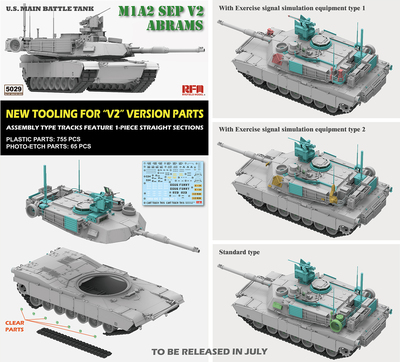 U.S. MAIN BATTLE TANK
M1A2 SEP V2
ABRAMS
5029
RFM
NEW TOOLING FOR "V2" VERSION PARTS
ASSEMBLY TYPE TRACKS FEATURE 1-PIECE STRAIGHT SECTIONS
PLASTIC PARTS: 755 PCS
PHOTO-ETCH PARTS: 65 PCS
CLEAR
PARTS
With Exercise signal simulation equipment type 1
With Exercise signal simulation equipment type 2
Standard type
TO BE RELEASED IN JULY